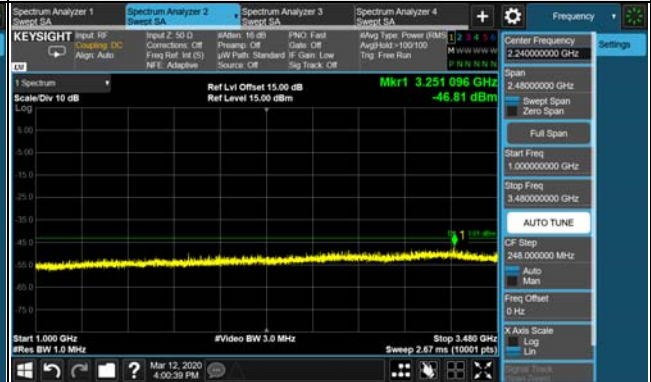 Spectrum Analyzer 1
Swept SA
Spectrum Analyzer 2
Swept SA
Spectrum Analyzer 3
Swept SA
Spectrum Analyzer 4
Swept SA
+
Frequency
KEYSIGHT
Input: RF
Coupling: DC
Align: Auto
Input Z: 50 Ω
Corrections: Off
Freq Ref: Int (S)
NFE: Adaptive
#Atten: 16 dB
Preamp: Off
µW Path: Standard
Source: Off
PNO: Fast
Gate: Off
IF Gain: Low
Sig Track: Off
#Avg Type: Power (RMS)
Avg|Hold >100/100
Trig: Free Run
1 2 3 4 5 6
M W W W W W
P N N N N N
LXI
1 Spectrum
Scale/Div 10 dB
Log
Ref Lvl Offset 15.00 dB
Ref Level 15.00 dBm
Mkr1 3.251 096 GHz
-46.81 dBm
5.00
-5.00
-15.0
-25.0
-35.0
-45.0
-55.0
-65.0
-75.0
1
Start 1.000 GHz
#Res BW 1.0 MHz
#Video BW 3.0 MHz
Stop 3.480 GHz
Sweep 2.67 ms (10001 pts)
Center Frequency
2.240000000 GHz
Settings
Span
2.48000000 GHz
Swept Span
Zero Span
Full Span
Start Freq
1.000000000 GHz
Stop Freq
3.480000000 GHz
AUTO TUNE
CF Step
248.000000 MHz
Auto
Man
Freq Offset
0 Hz
X Axis Scale
Log
Lin
Signal Track
(Span Zoom)
?
Mar 12, 2020
4:00:39 PM